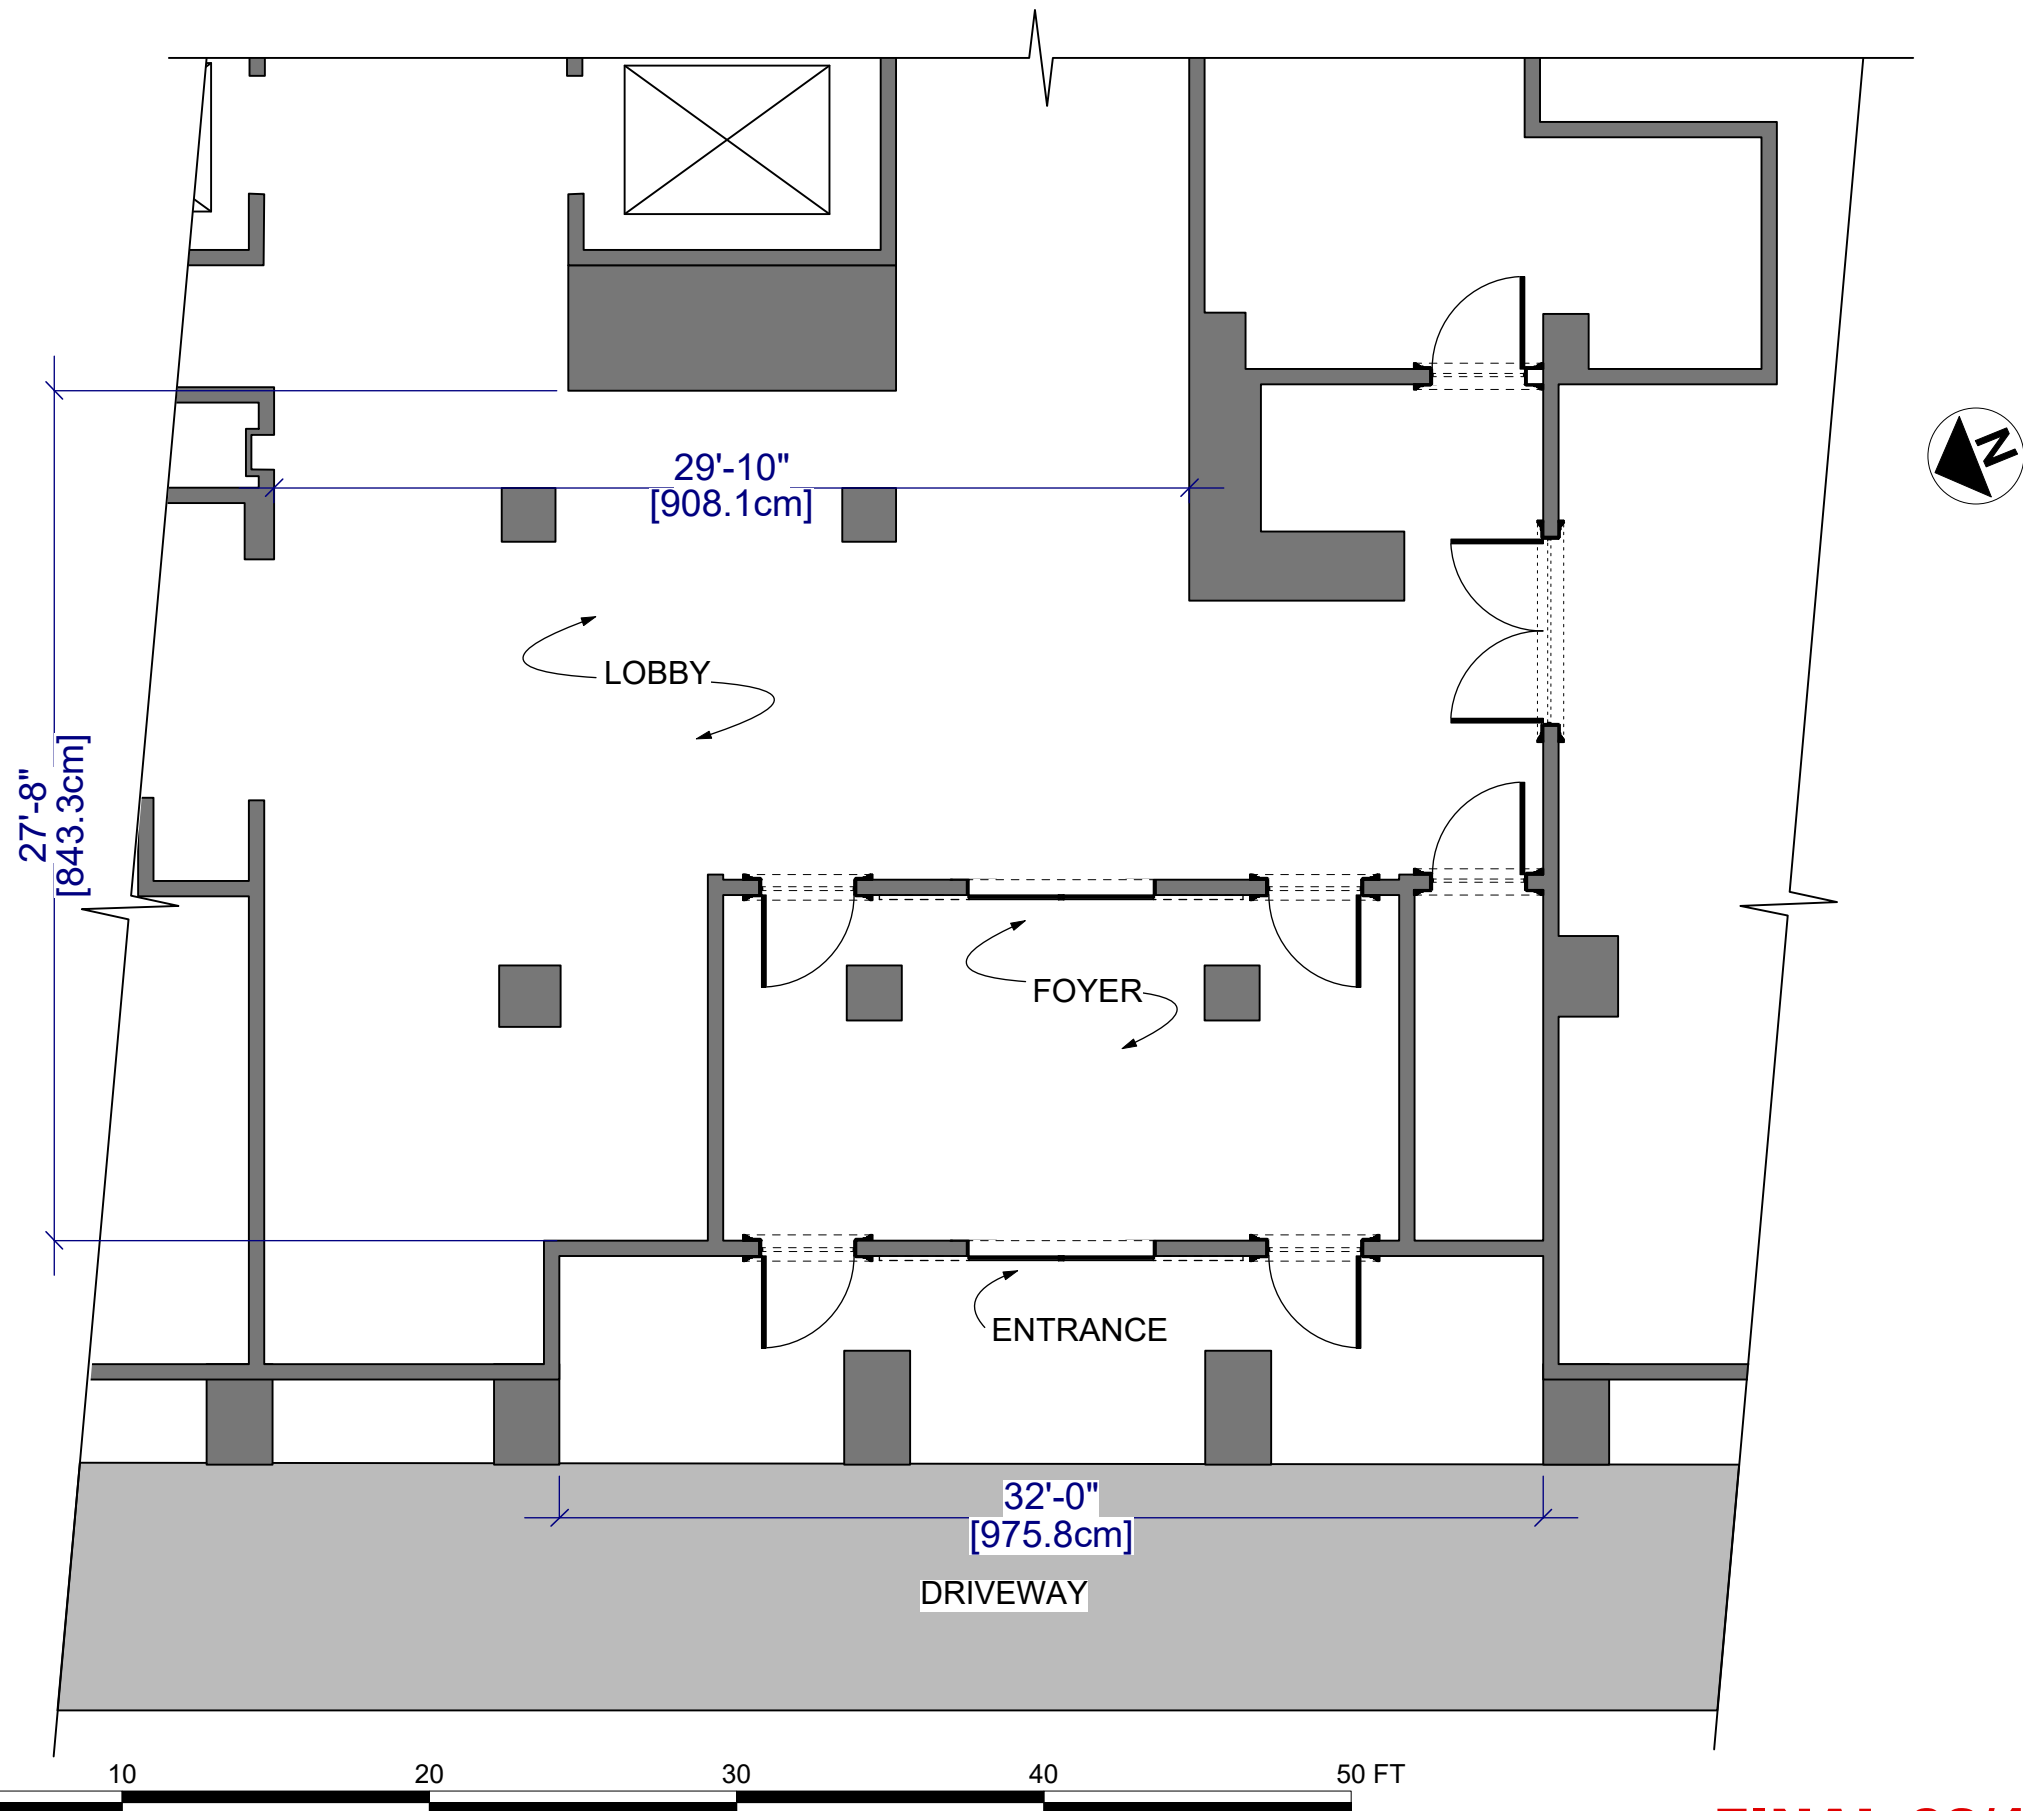 N
29'-10"
[908.1cm]
LOBBY
27'-8"
[843.3cm]
FOYER
ENTRANCE
32'-0"
[975.8cm]
DRIVEWAY
10 20 30 40 50 FT